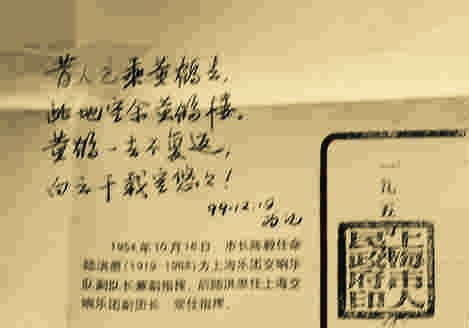 昔人已乘黄鹤去,
此地空余黄鹤楼。
黄鹤一去不复返,
白云千载空悠々!
99.12.19
1954年10月16日,市长陈毅任命
陆洪恩(1919-1968)为上海乐团交响乐
队副队长兼副指挥,后陆洪恩任上海交
响乐团副团长、常任指挥。
一九五
上海市人
民政府印